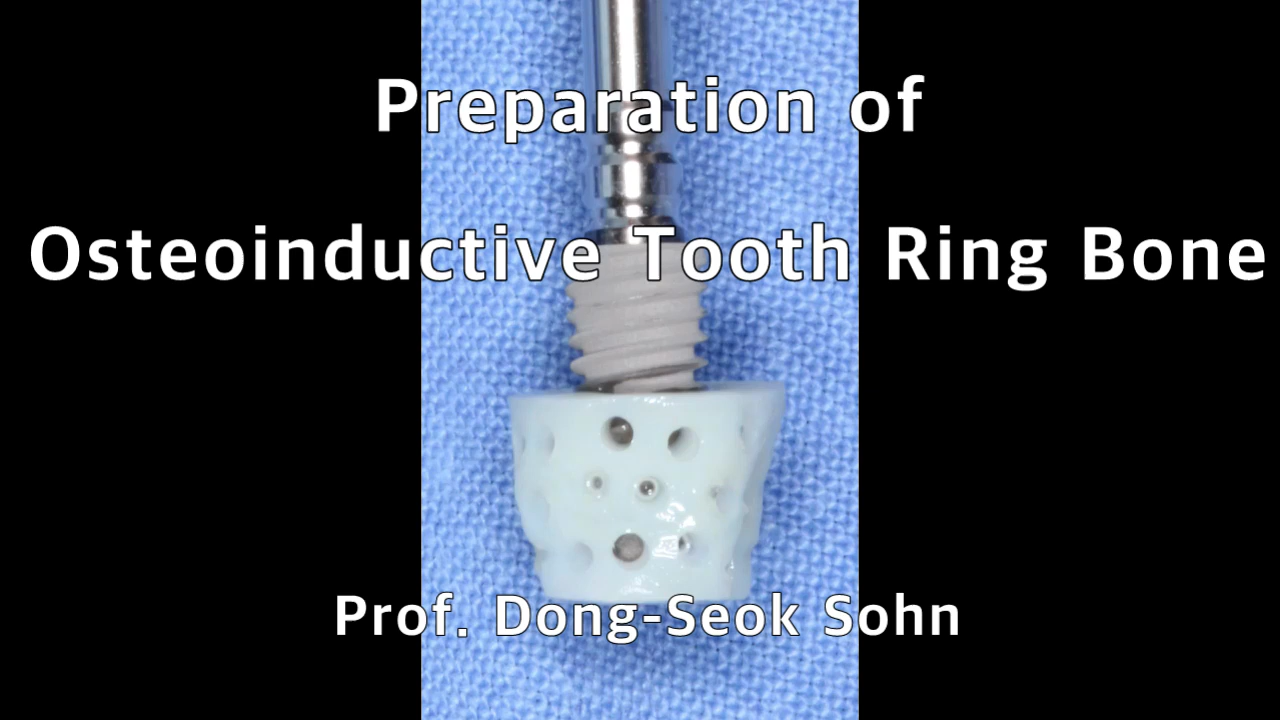 Preparation of
Osteoinductive Tooth Ring Bone
Prof. Dong-Seok Sohn